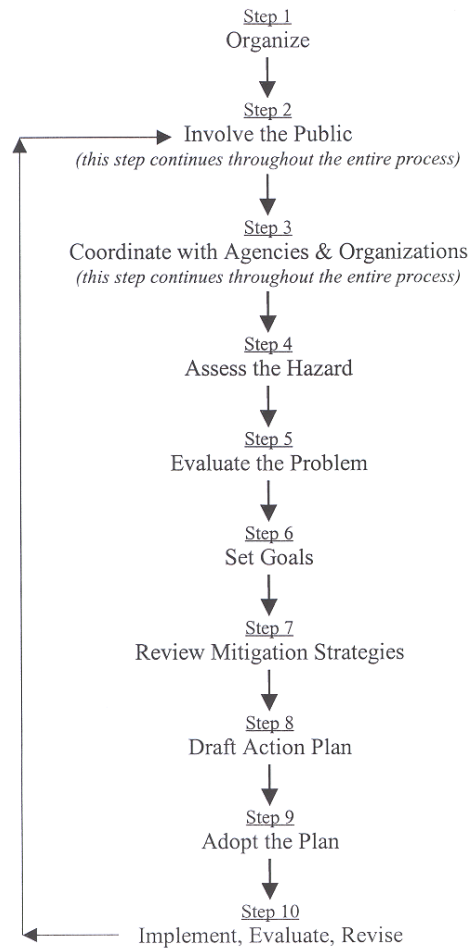 Step 1
Organize
Step 2
Involve the Public
(this step continues throughout the entire process)
Step 3
Coordinate with Agencies & Organizations
(this step continues throughout the entire process)
Step 4
Assess the Hazard
Step 5
Evaluate the Problem
Step 6
Set Goals
Step 7
Review Mitigation Strategies
Step 8
Draft Action Plan
Step 9
Adopt the Plan
Step 10
Implement, Evaluate, Revise